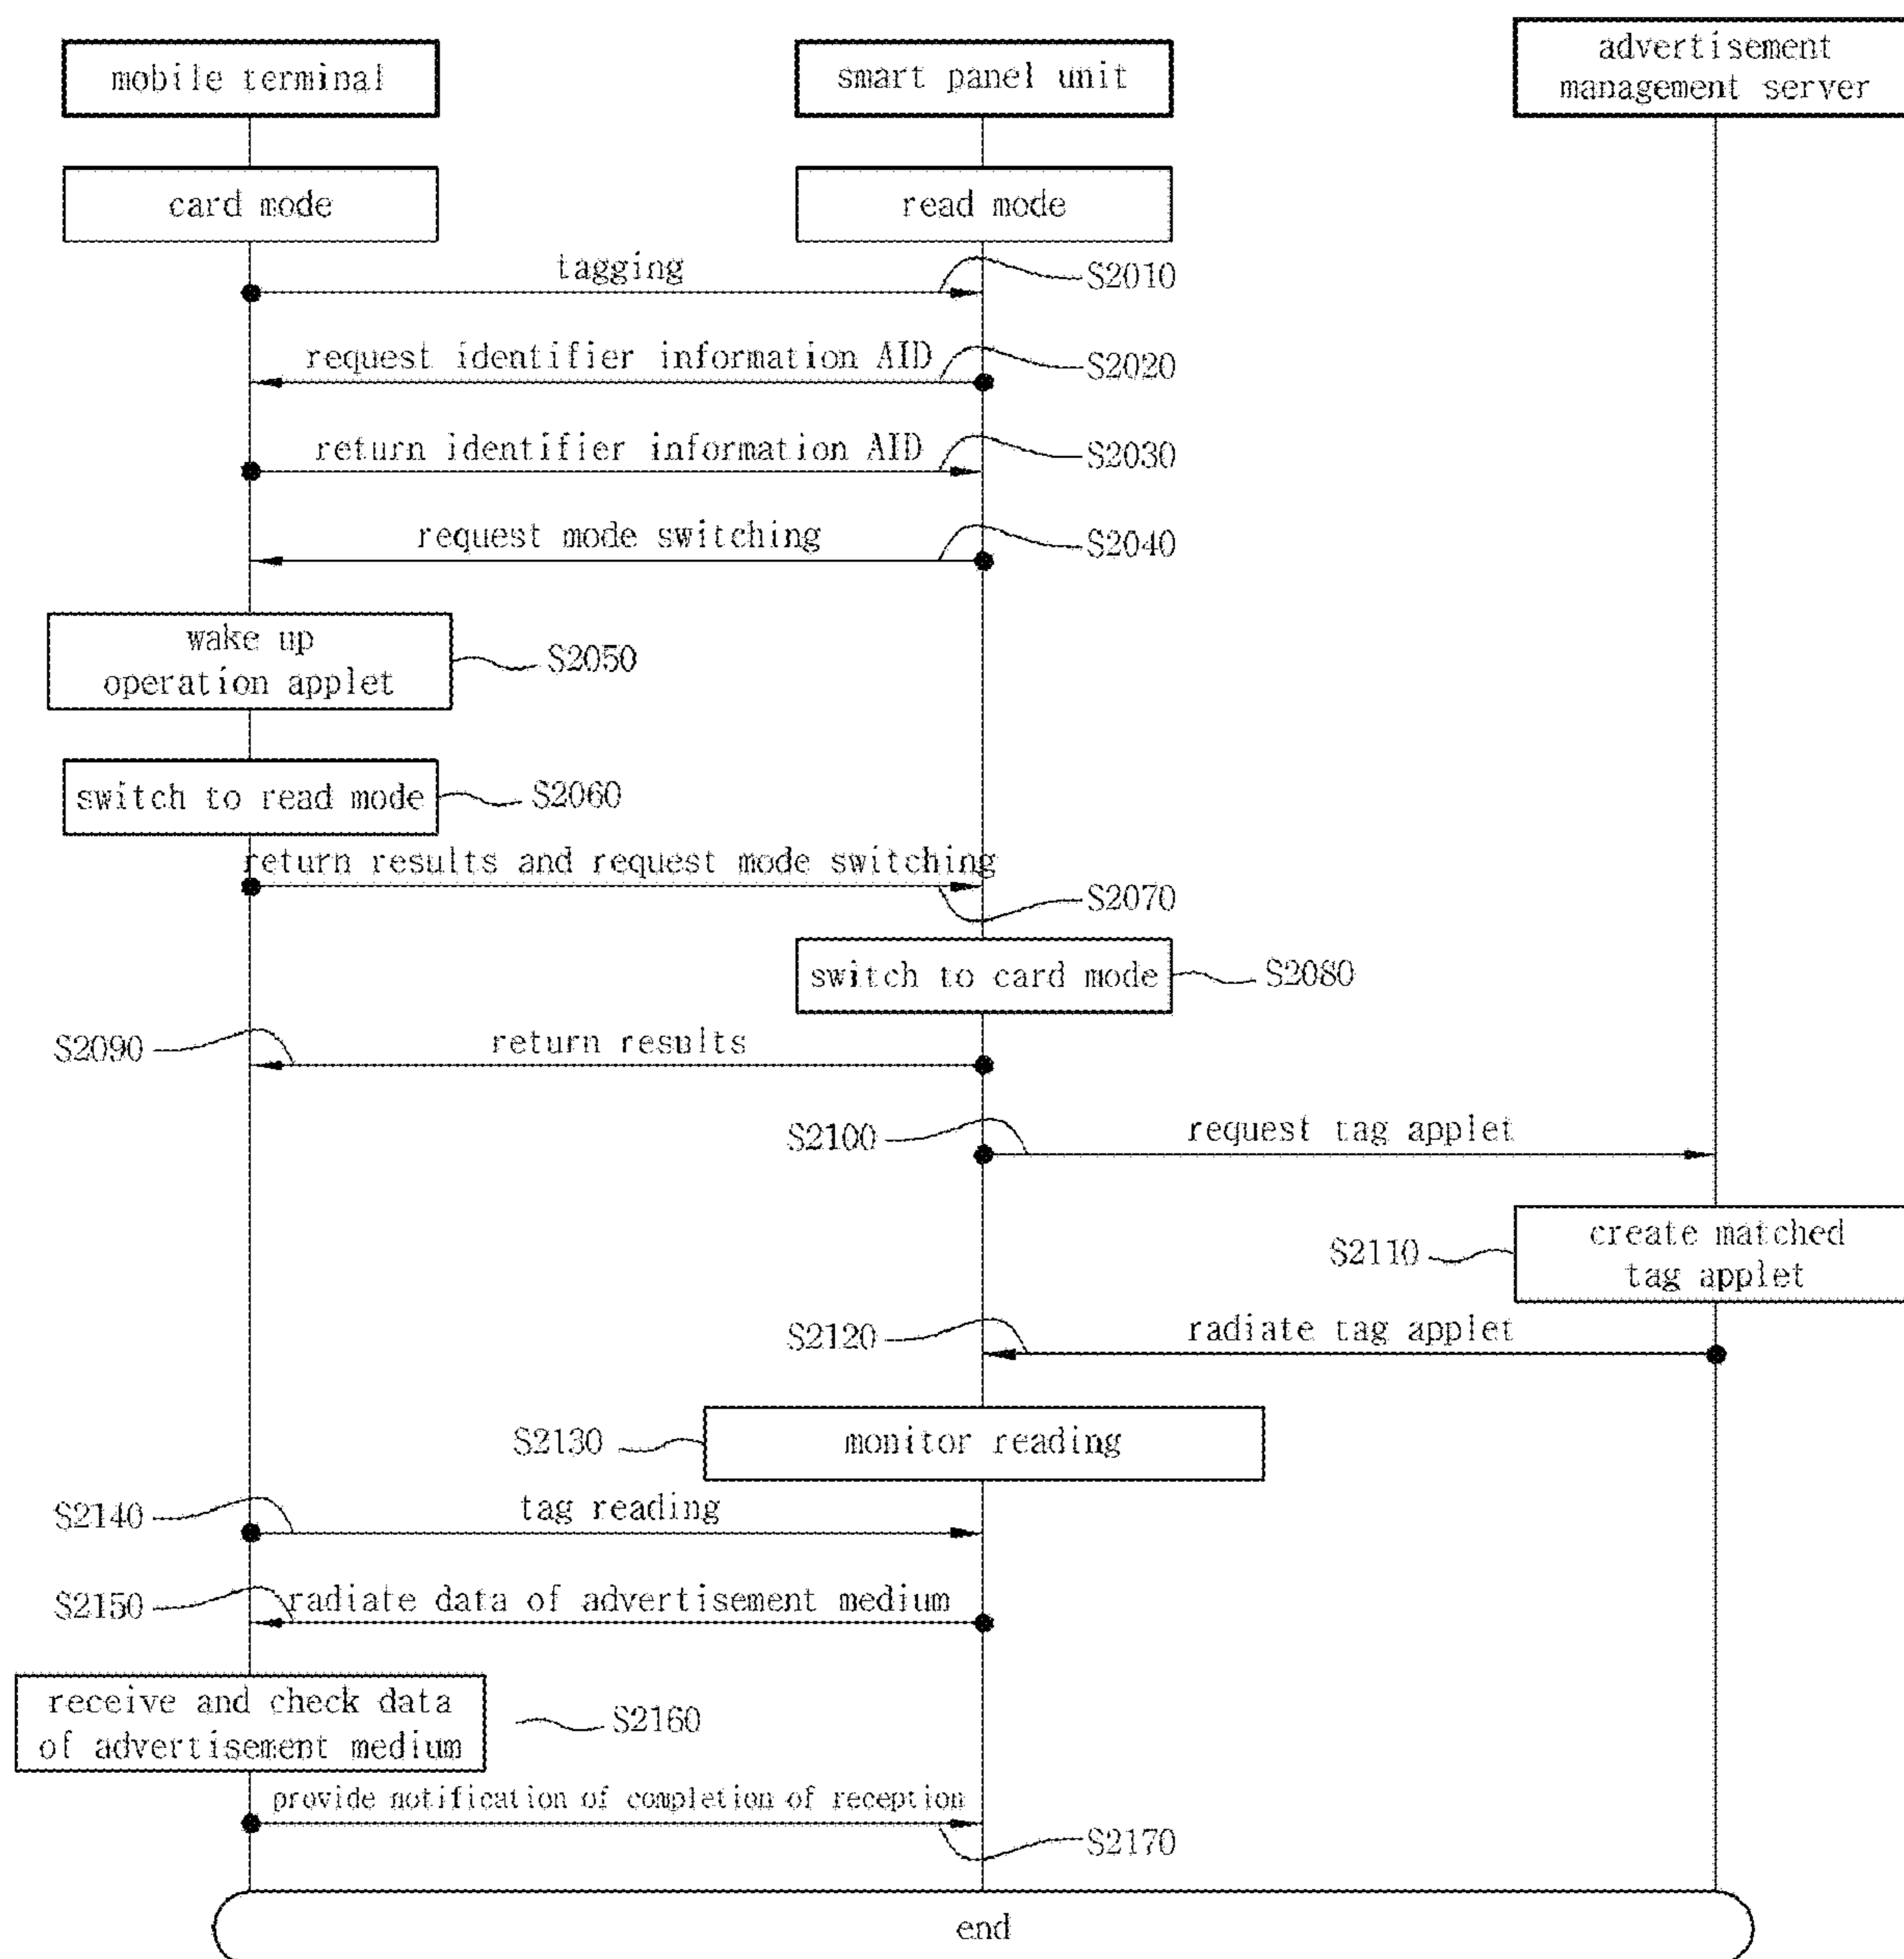 mobile terminal
smart panel unit
advertisement
management server
card mode
read mode
tagging
S2010
request identifier information AID
S2020
return identifier information AID
S2030
request mode switching
S2040
wake up
operation applet
S2050
switch to read mode
S2060
return results and request mode switching
S2070
switch to card mode
S2080
S2090
return results
S2100
request tag applet
S2110
create matched
tag applet
S2120
radiate tag applet
S2130
monitor reading
S2140
tag reading
S2150
radiate data of advertisement medium
receive and check data
of advertisement medium
S2160
provide notification of completion of reception
S2170
end